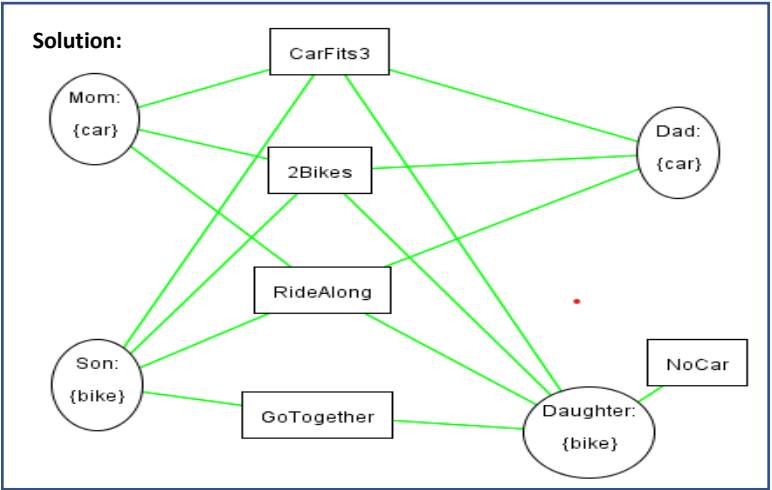 Solution:
CarFits3
Mom:
{car}
Dad:
{car}
2Bikes
RideAlong
Son:
{bike}
NoCar
GoTogether
Daughter:
{bike}